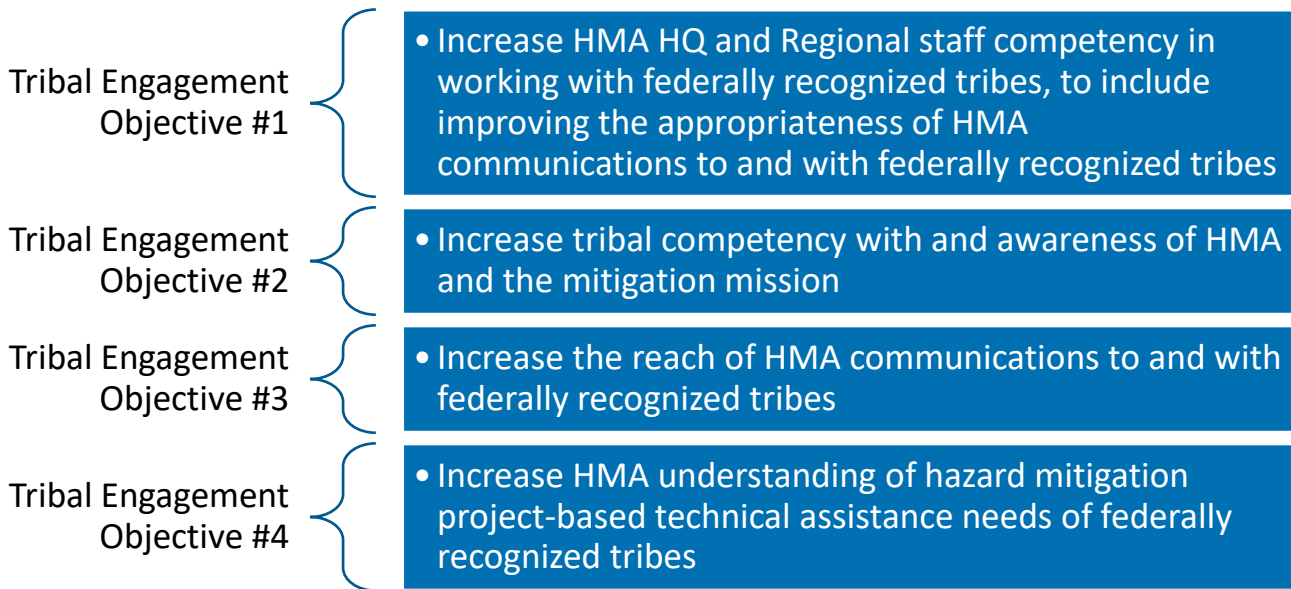 Tribal Engagement
Objective #1
• Increase HMA HQ and Regional staff competency in
working with federally recognized tribes, to include
improving the appropriateness of HMA
communications to and with federally recognized tribes
Tribal Engagement
Objective #2
• Increase tribal competency with and awareness of HMA
and the mitigation mission
Tribal Engagement
Objective #3
• Increase the reach of HMA communications to and with
federally recognized tribes
Tribal Engagement
Objective #4
• Increase HMA understanding of hazard mitigation
project-based technical assistance needs of federally
recognized tribes